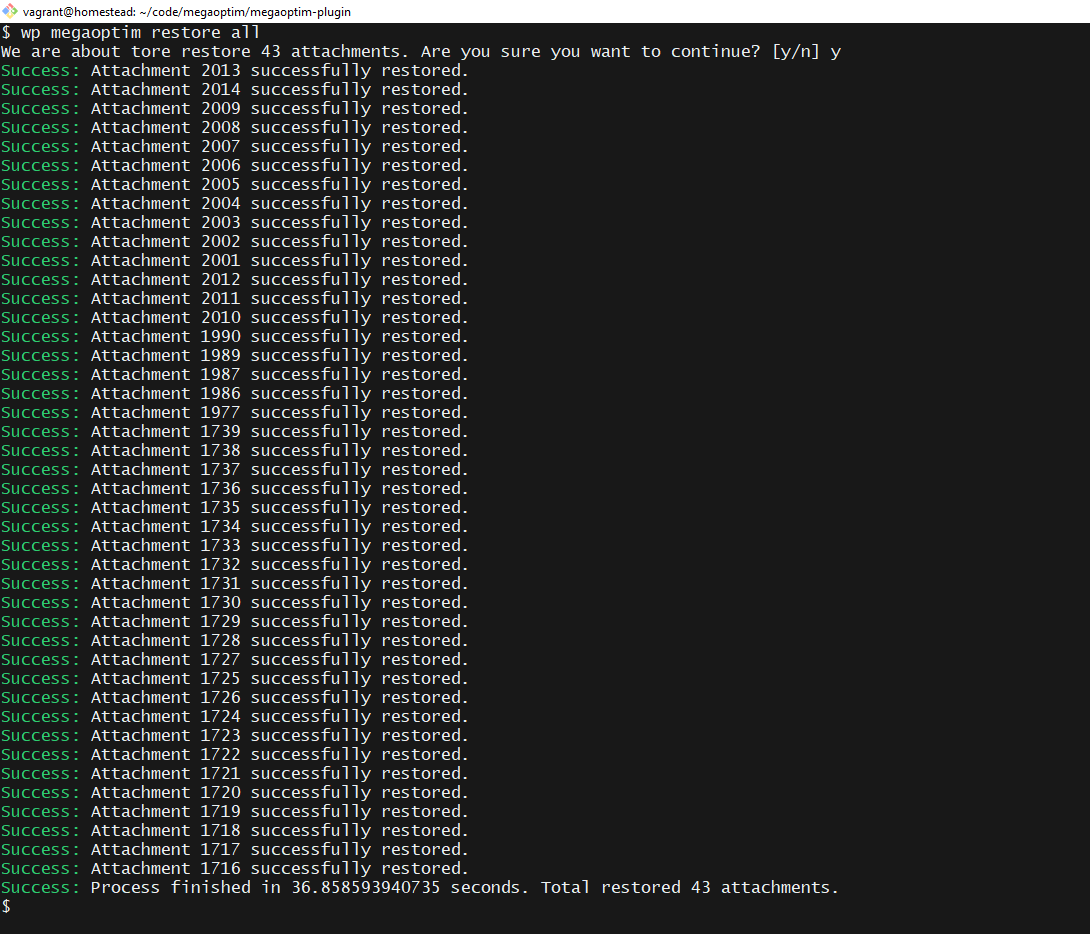 vagrant@homestead: ~/code/megaoptim/megaoptim-plugin
$ wp megaoptim restore all
We are about tore restore 43 attachments. Are you sure you want to continue? [y/n] y
Success: Attachment 2013 successfully restored.
Success: Attachment 2014 successfully restored.
Success: Attachment 2009 successfully restored.
Success: Attachment 2008 successfully restored.
Success: Attachment 2007 successfully restored.
Success: Attachment 2006 successfully restored.
Success: Attachment 2005 successfully restored.
Success: Attachment 2004 successfully restored.
Success: Attachment 2003 successfully restored.
Success: Attachment 2002 successfully restored.
Success: Attachment 2001 successfully restored.
Success: Attachment 2012 successfully restored.
Success: Attachment 2011 successfully restored.
Success: Attachment 2010 successfully restored.
Success: Attachment 1990 successfully restored.
Success: Attachment 1989 successfully restored.
Success: Attachment 1987 successfully restored.
Success: Attachment 1986 successfully restored.
Success: Attachment 1977 successfully restored.
Success: Attachment 1739 successfully restored.
Success: Attachment 1738 successfully restored.
Success: Attachment 1737 successfully restored.
Success: Attachment 1736 successfully restored.
Success: Attachment 1735 successfully restored.
Success: Attachment 1734 successfully restored.
Success: Attachment 1733 successfully restored.
Success: Attachment 1732 successfully restored.
Success: Attachment 1731 successfully restored.
Success: Attachment 1730 successfully restored.
Success: Attachment 1729 successfully restored.
Success: Attachment 1728 successfully restored.
Success: Attachment 1727 successfully restored.
Success: Attachment 1725 successfully restored.
Success: Attachment 1726 successfully restored.
Success: Attachment 1724 successfully restored.
Success: Attachment 1723 successfully restored.
Success: Attachment 1722 successfully restored.
Success: Attachment 1721 successfully restored.
Success: Attachment 1720 successfully restored.
Success: Attachment 1719 successfully restored.
Success: Attachment 1718 successfully restored.
Success: Attachment 1717 successfully restored.
Success: Attachment 1716 successfully restored.
Success: Process finished in 36.858593940735 seconds. Total restored 43 attachments.
$